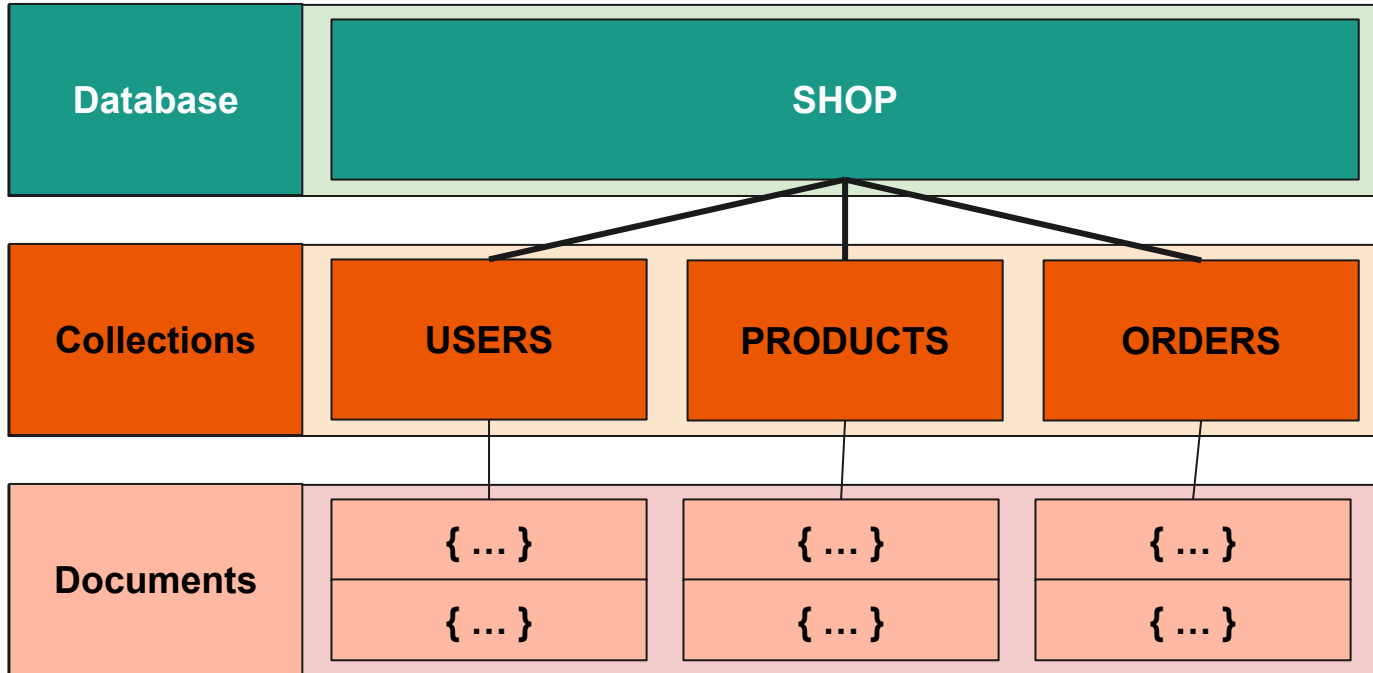 Database
SHOP
Collections
USERS
PRODUCTS
ORDERS
Documents
{ … }
{ … }
{ … }
{ … }
{ … }
{ … }